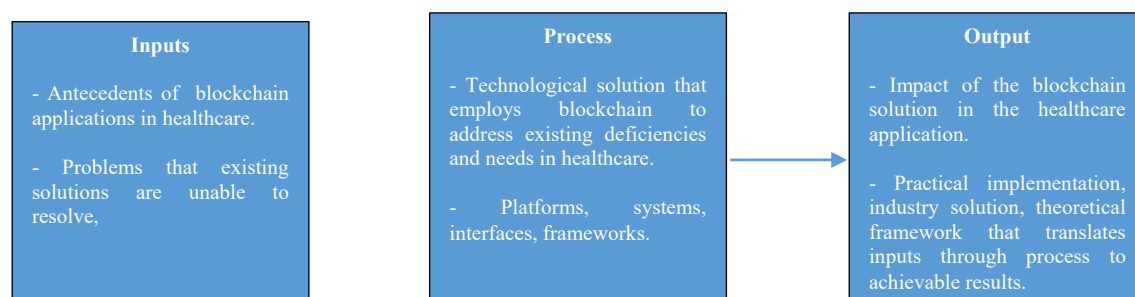 Inputs
- Antecedents of blockchain
applications in healthcare.
- Problems that existing
solutions are unable to
resolve,
Process
- Technological solution that
employs blockchain to
address existing deficiencies
and needs in healthcare.
- Platforms, systems,
interfaces, frameworks.
Output
- Impact of the blockchain
solution in the healthcare
application.
- Practical implementation,
industry solution, theoretical
framework that translates
inputs through process to
achievable results.